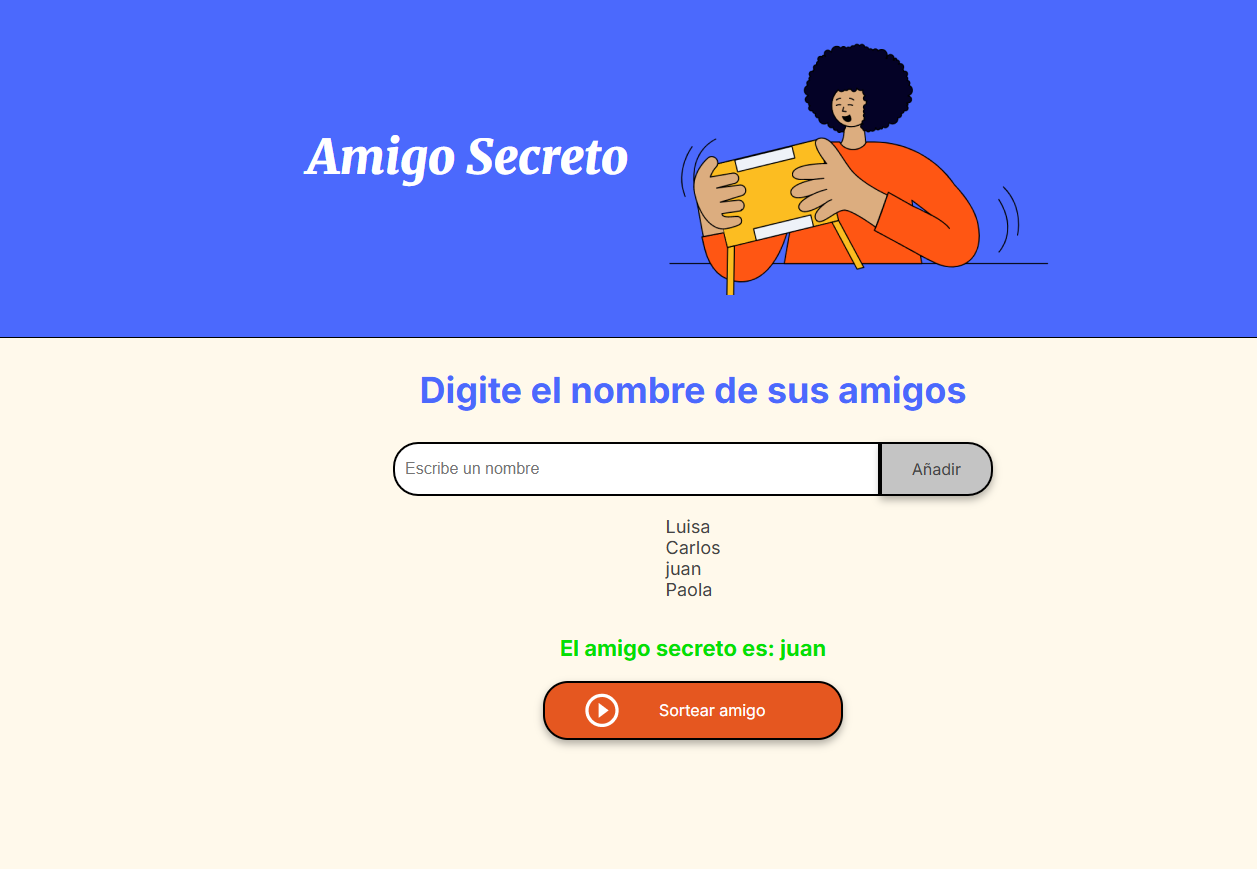 Amigo Secreto
Digite el nombre de sus amigos
Escribe un nombre
Añadir
Luisa
Carlos
juan
Paola
El amigo secreto es: juan
Sortear amigo